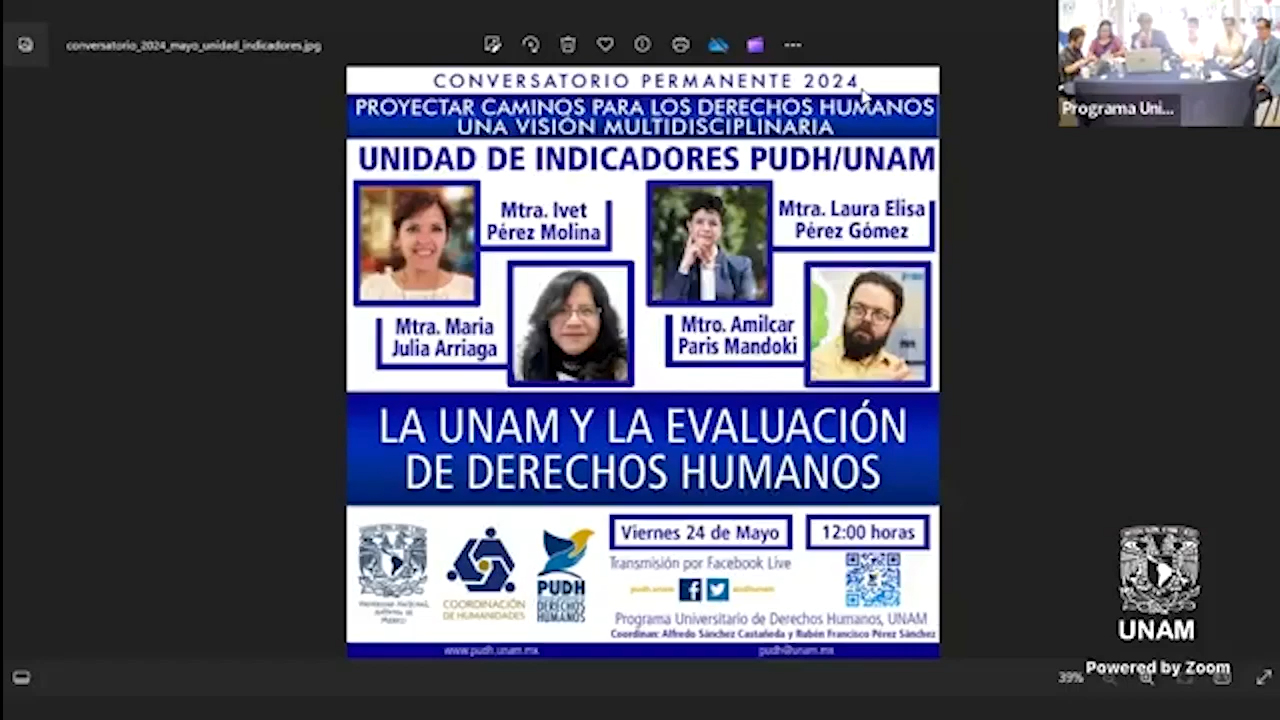 conversatorio_2024_mayo_unidad_indicadores.jpg
Programa Uni...
CONVERSATORIO PERMANENTE 2024
PROYECTAR CAMINOS PARA LOS DERECHOS HUMANOS
UNA VISIÓN MULTIDISCIPLINARIA
UNIDAD DE INDICADORES PUDH/UNAM
Mtra. Ivet
Pérez Molina
Mtra. Laura Elisa
Pérez Gómez
Mtra. Maria
Julia Arriaga
Mtro. Amilcar
Paris Mandoki
LA UNAM Y LA EVALUACIÓN
DE DERECHOS HUMANOS
Viernes 24 de Mayo
12:00 horas
Transmisión por Facebook Live
pudh.unam
COORDINACIÓN
DE HUMANIDADES
PUDH
DERECHOS
HUMANOS
Programa Universitario de Derechos Humanos, UNAM
Coordinan: Alfredo Sánchez Castañeda y Rubén Francisco Pérez Sánchez
www.pudh.unam.mx
pudh@unam.mx
UNAM
Powered by Zoom
39%